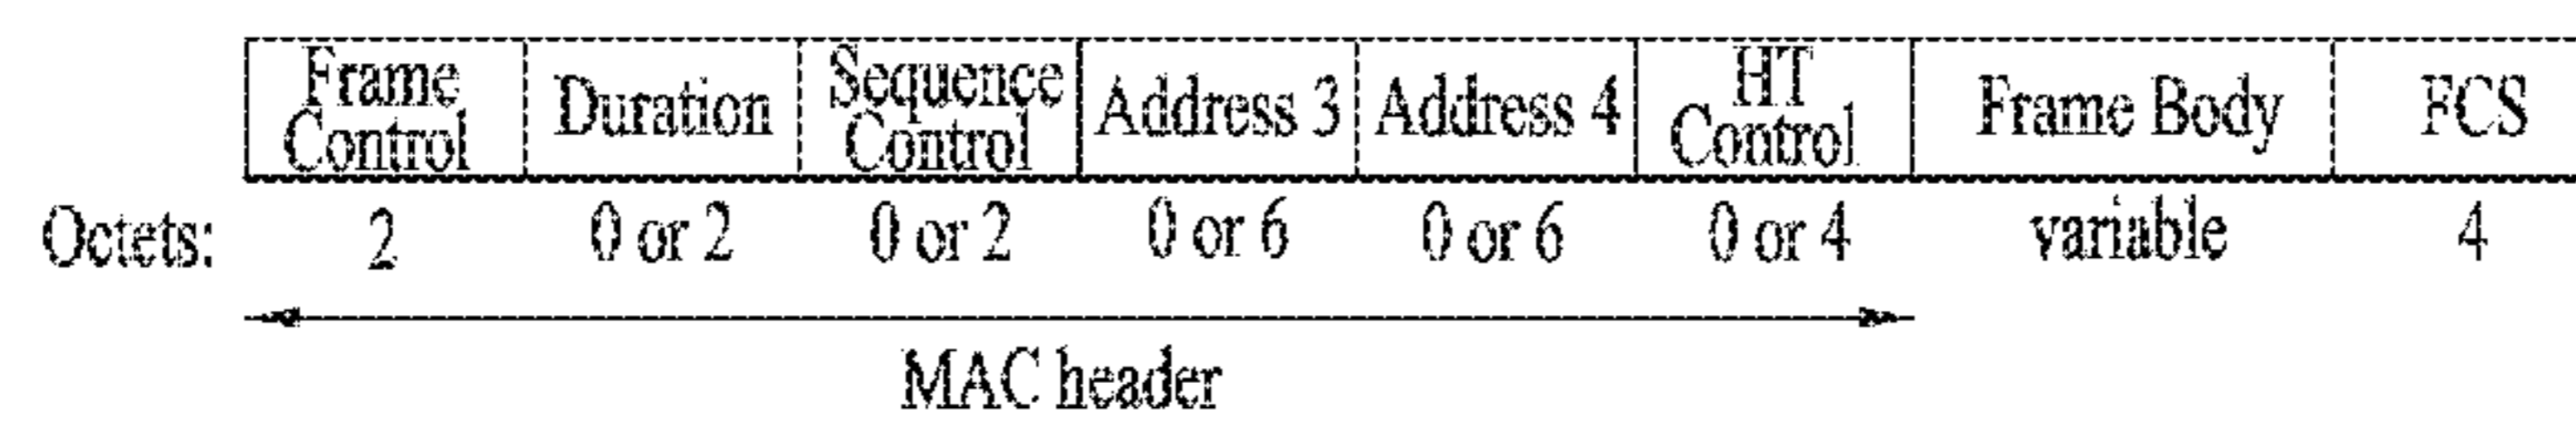 Frame Control Duration Sequence Control Address 3 Address 4 HT Control Frame Body FCS
Octets: 2 0 or 2 0 or 2 0 or 6 0 or 6 0 or 4 variable 4
MAC header